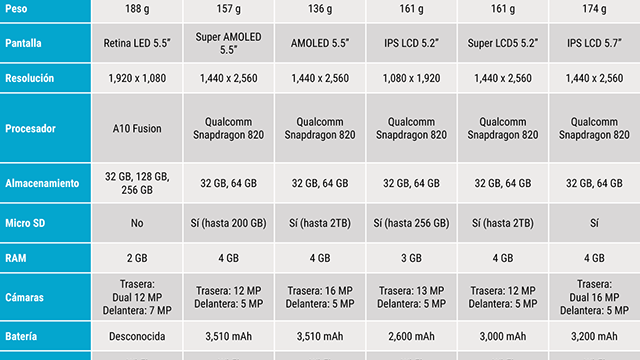 Peso 188 g 157 g 136 g 161 g 161 g 174 g
Pantalla Retina LED 5.5” Super AMOLED 5.5” AMOLED 5.5” IPS LCD 5.2” Super LCD5 5.2” IPS LCD 5.7”
Resolución 1,920 x 1,080 1,440 x 2,560 1,440 x 2,560 1,080 x 1,920 1,440 x 2,560 1,440 x 2,560
Procesador A10 Fusion Qualcomm Snapdragon 820 Qualcomm Snapdragon 820 Qualcomm Snapdragon 820 Qualcomm Snapdragon 820 Qualcomm Snapdragon 820
Almacenamiento 32 GB, 128 GB, 256 GB 32 GB, 64 GB 32 GB, 64 GB 32 GB, 64 GB 32 GB, 64 GB 32 GB, 64 GB
Micro SD No Sí (hasta 200 GB) Sí (hasta 2TB) Sí (hasta 256 GB) Sí (hasta 2TB) Sí
RAM 2 GB 4 GB 4 GB 3 GB 4 GB 4 GB
Cámaras Trasera: Dual 12 MP Delantera: 7 MP Trasera: 12 MP Delantera: 5 MP Trasera: 16 MP Delantera: 5 MP Trasera: 13 MP Delantera: 5 MP Trasera: 12 MP Delantera: 5 MP Trasera: Dual 16 MP Delantera: 5 MP
Batería Desconocida 3,510 mAh 3,510 mAh 2,600 mAh 3,000 mAh 3,200 mAh